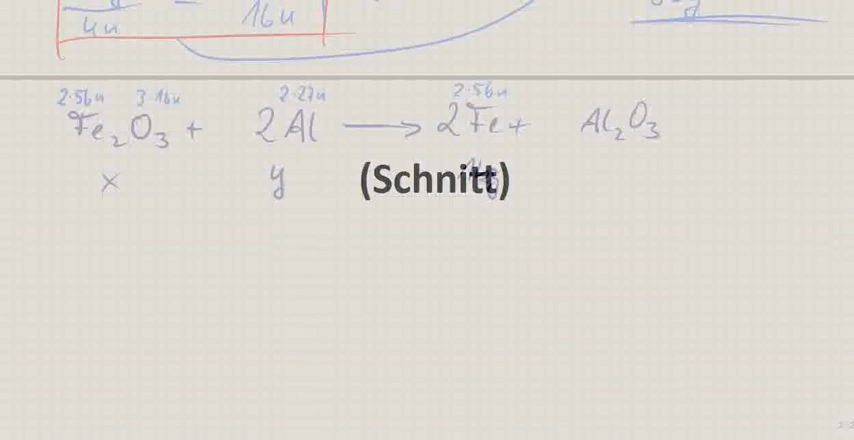 4u
16u
2·56u 3·16u 2·27u 2·56u
Fe₂O₃ + 2Al ⟶ 2Fe + Al₂O₃
x y (Schnitt)